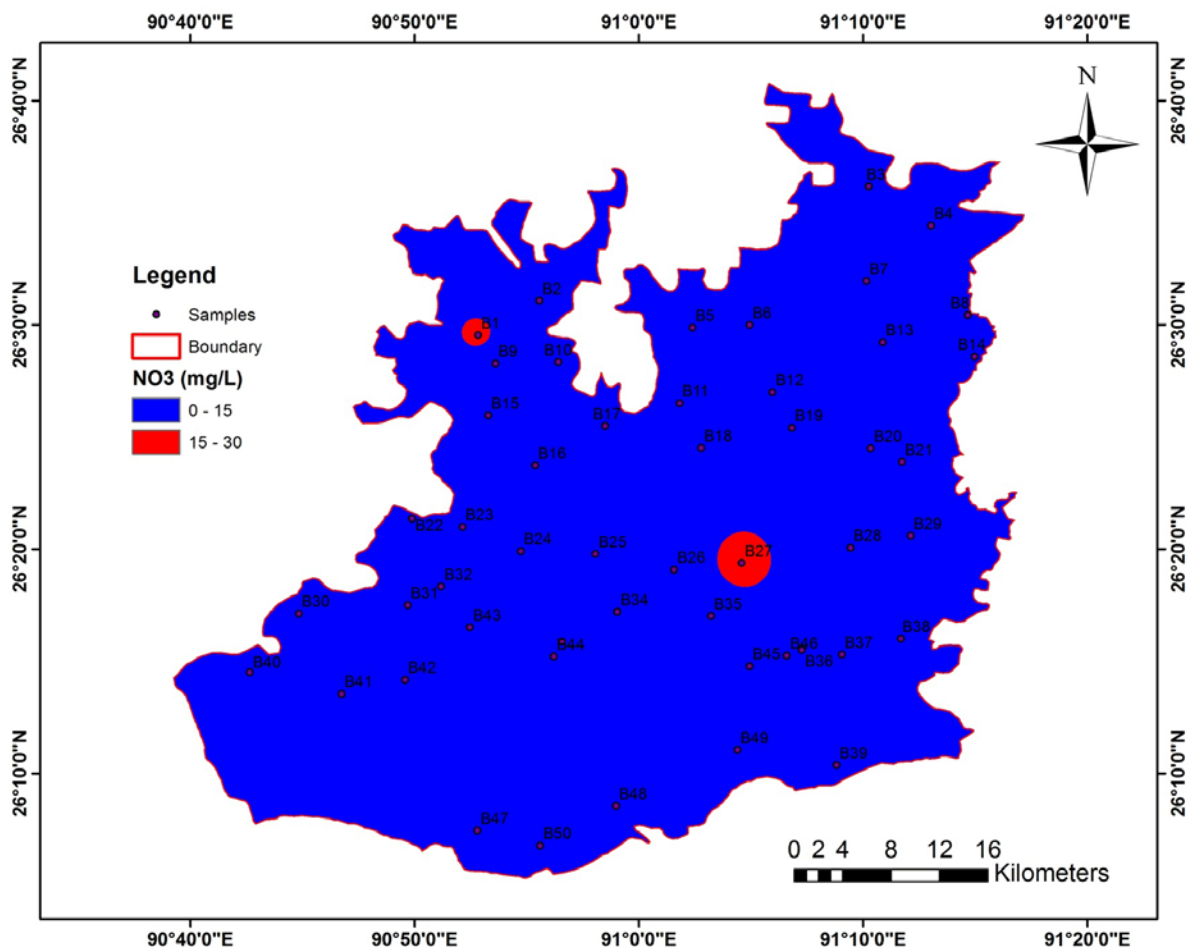 90°40'0"E 90°50'0"E 91°0'0"E 91°10'0"E 91°20'0"E
26°40'0"N 26°40'0"N
N
B3
B4
Legend
B7
B2
Samples
B8
B5 B6
26°30'0"N 26°30'0"N
B1
B13
Boundary
B9 B10 B14
NO3 (mg/L)
B12
B11
0 - 15
B15
B17
B19
15 - 30
B18 B20
B21
B16
B22 B23
B29
B24 B25 B28
26°20'0"N 26°20'0"N
B27
B26
B32
B31
B30 B34 B35
B43
B38
B44 B46 B37
B45 B36
B40 B42
B41
B49
B39
26°10'0"N 26°10'0"N
B48
B47
B50
0 2 4 8 12 16
Kilometers
90°40'0"E 90°50'0"E 91°0'0"E 91°10'0"E 91°20'0"E